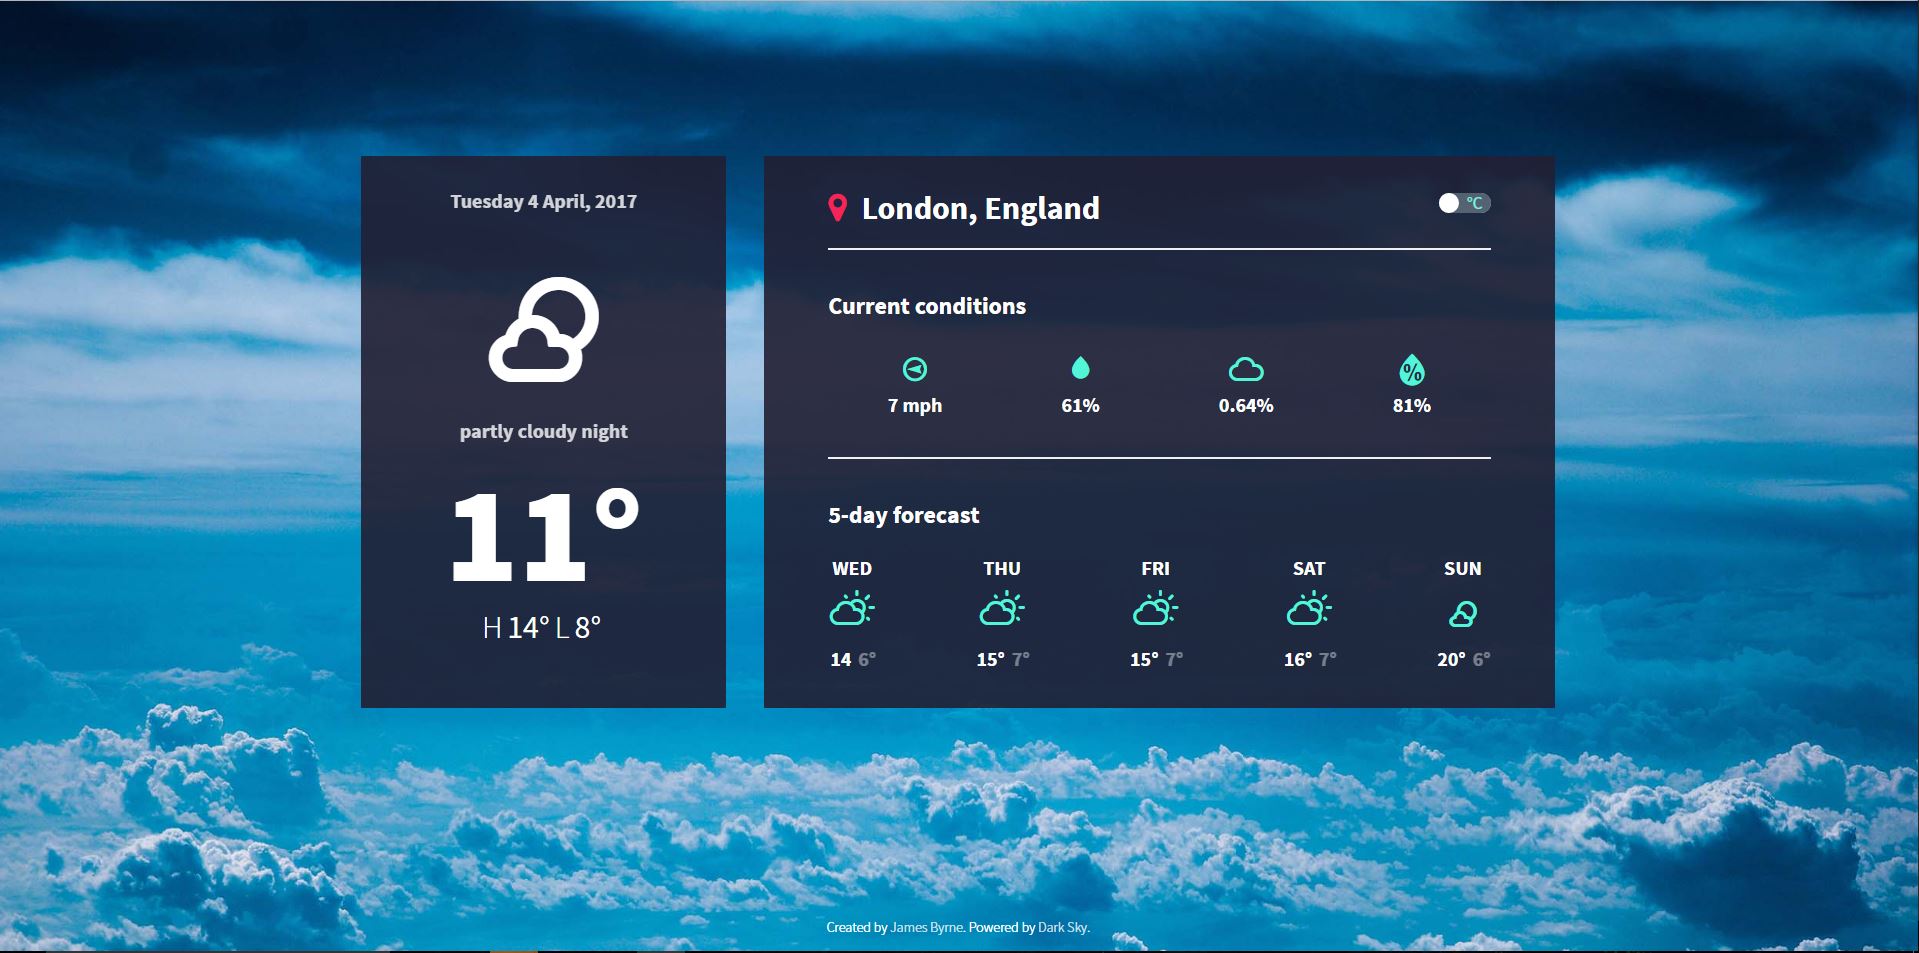 Tuesday 4 April, 2017
partly cloudy night
11°
H 14° L 8°
London, England
°C
Current conditions
7 mph 61% 0.64% % 81%
5-day forecast
WED THU FRI SAT SUN
14 6° 15° 7° 15° 7° 16° 7° 20° 6°
Created by James Byrne. Powered by Dark Sky.